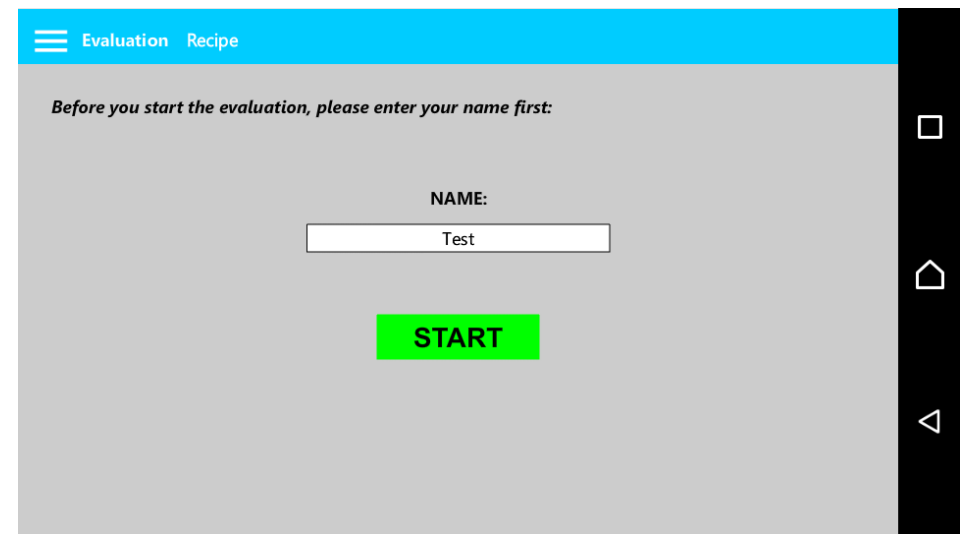 Evaluation Recipe
Before you start the evaluation, please enter your name first:
NAME:
Test
START